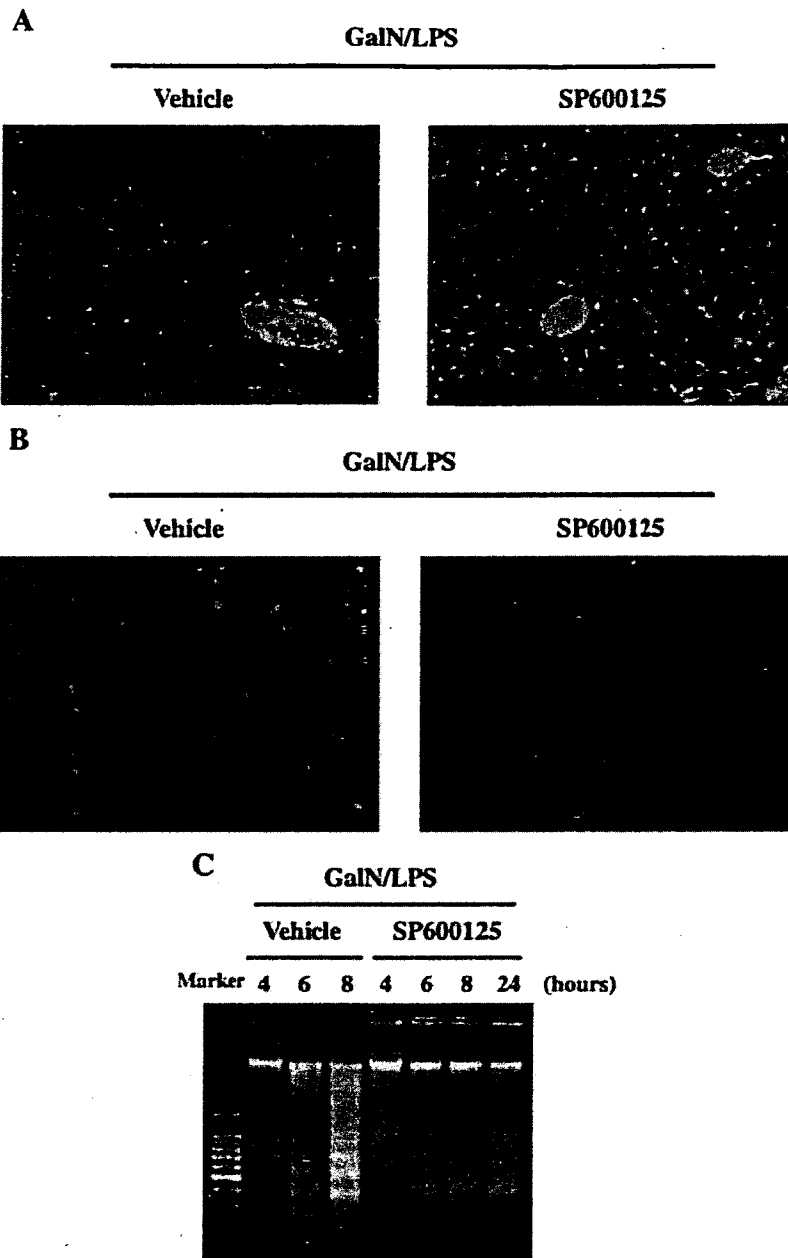 A
GalN/LPS
Vehicle SP600125
B
GalN/LPS
Vehicle SP600125
C
GalN/LPS
Vehicle SP600125
Marker 4 6 8 4 6 8 24 (hours)